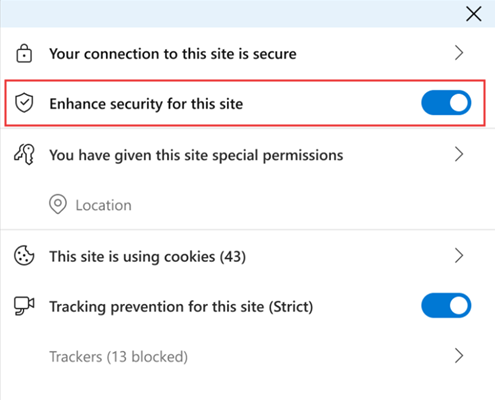 Your connection to this site is secure
Enhance security for this site
You have given this site special permissions
Location
This site is using cookies (43)
Tracking prevention for this site (Strict)
Trackers (13 blocked)